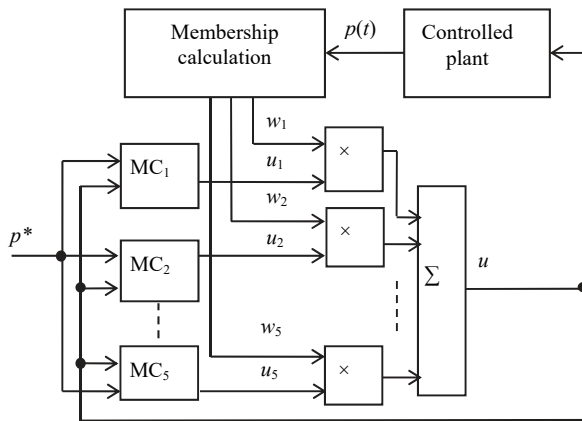 Membership
calculation
p(t)
Controlled
plant
w₁
MC₁
u₁
×
w₂
p*
MC₂
u₂
×
Σ
u
w₅
MC₅
u₅
×